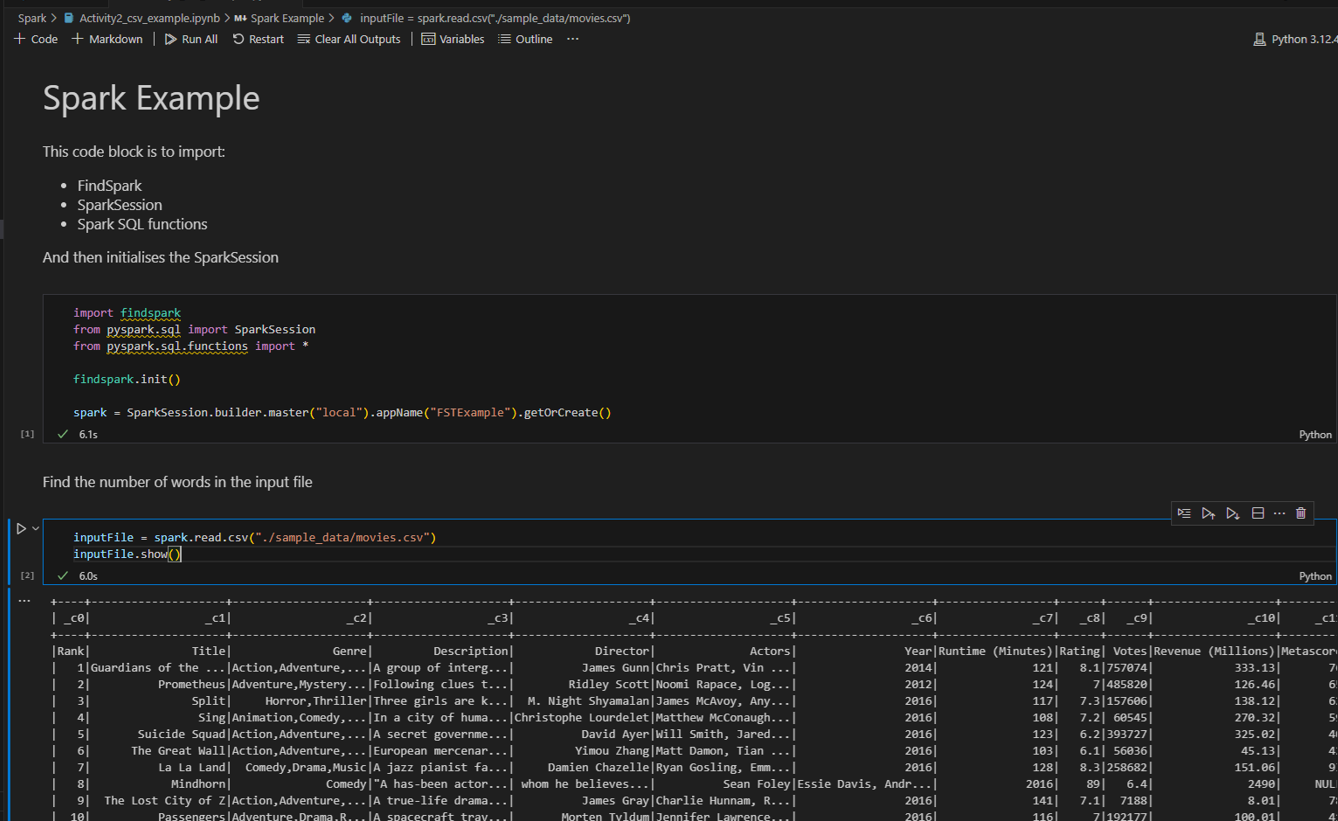 Spark > Activity2_csv_example.ipynb > M↓ Spark Example > inputFile = spark.read.csv("./sample_data/movies.csv")
+ Code + Markdown | Run All Restart Clear All Outputs | Variables Outline ... Python 3.12.4
Spark Example
This code block is to import:
• FindSpark
• SparkSession
• Spark SQL functions
And then initialises the SparkSession
import findspark
from pyspark.sql import SparkSession
from pyspark.sql.functions import *
findspark.init()
spark = SparkSession.builder.master("local").appName("FSTExample").getOrCreate()
[1] ✓ 6.1s Python
Find the number of words in the input file
inputFile = spark.read.csv("./sample_data/movies.csv")
inputFile.show()
[2] ✓ 6.0s Python
| _c0| _c1| _c2| _c3| _c4| _c5| _c6| _c7| _c8| _c9| _c10|
|Rank| Title| Genre| Description| Director| Actors| Year|Runtime (Minutes)|Rating| Votes|Revenue (Millions)|Metascor
| 1|Guardians of the ...|Action,Adventure,...|A group of interg...| James Gunn|Chris Pratt, Vin ...| 2014| 121| 8.1|757074| 333.13|
| 2| Prometheus|Adventure,Mystery...|Following clues t...| Ridley Scott|Noomi Rapace, Log...| 2012| 124| 7|485820| 126.46|
| 3| Split| Horror,Thriller|Three girls are k...| M. Night Shyamalan|James McAvoy, Any...| 2016| 117| 7.3|157606| 138.12|
| 4| Sing|Animation,Comedy,...|In a city of huma...|Christophe Lourdelet|Matthew McConaugh...| 2016| 108| 7.2| 60545| 270.32|
| 5| Suicide Squad|Action,Adventure,...|A secret governme...| David Ayer|Will Smith, Jared...| 2016| 123| 6.2|393727| 325.02|
| 6| The Great Wall|Action,Adventure,...|European mercenar...| Yimou Zhang|Matt Damon, Tian ...| 2016| 103| 6.1| 56036| 45.13|
| 7| La La Land| Comedy,Drama,Music|A jazz pianist fa...| Damien Chazelle|Ryan Gosling, Emm...| 2016| 128| 8.3|258682| 151.06|
| 8| Mindhorn| Comedy|"A has-been actor...| whom he believes...| Sean Foley|Essie Davis, Andr...| 2016| 89| 6.4| 2490| NUL
| 9| The Lost City of Z|Action,Adventure,...|A true-life drama...| James Gray|Charlie Hunnam, R...| 2016| 141| 7.1| 7188| 8.01|
| 10| Passengers|Adventure,Drama,R...|A spacecraft trav...| Morten Tyldum|Jennifer Lawrence...| 2016| 116| 7|192177| 100.01|